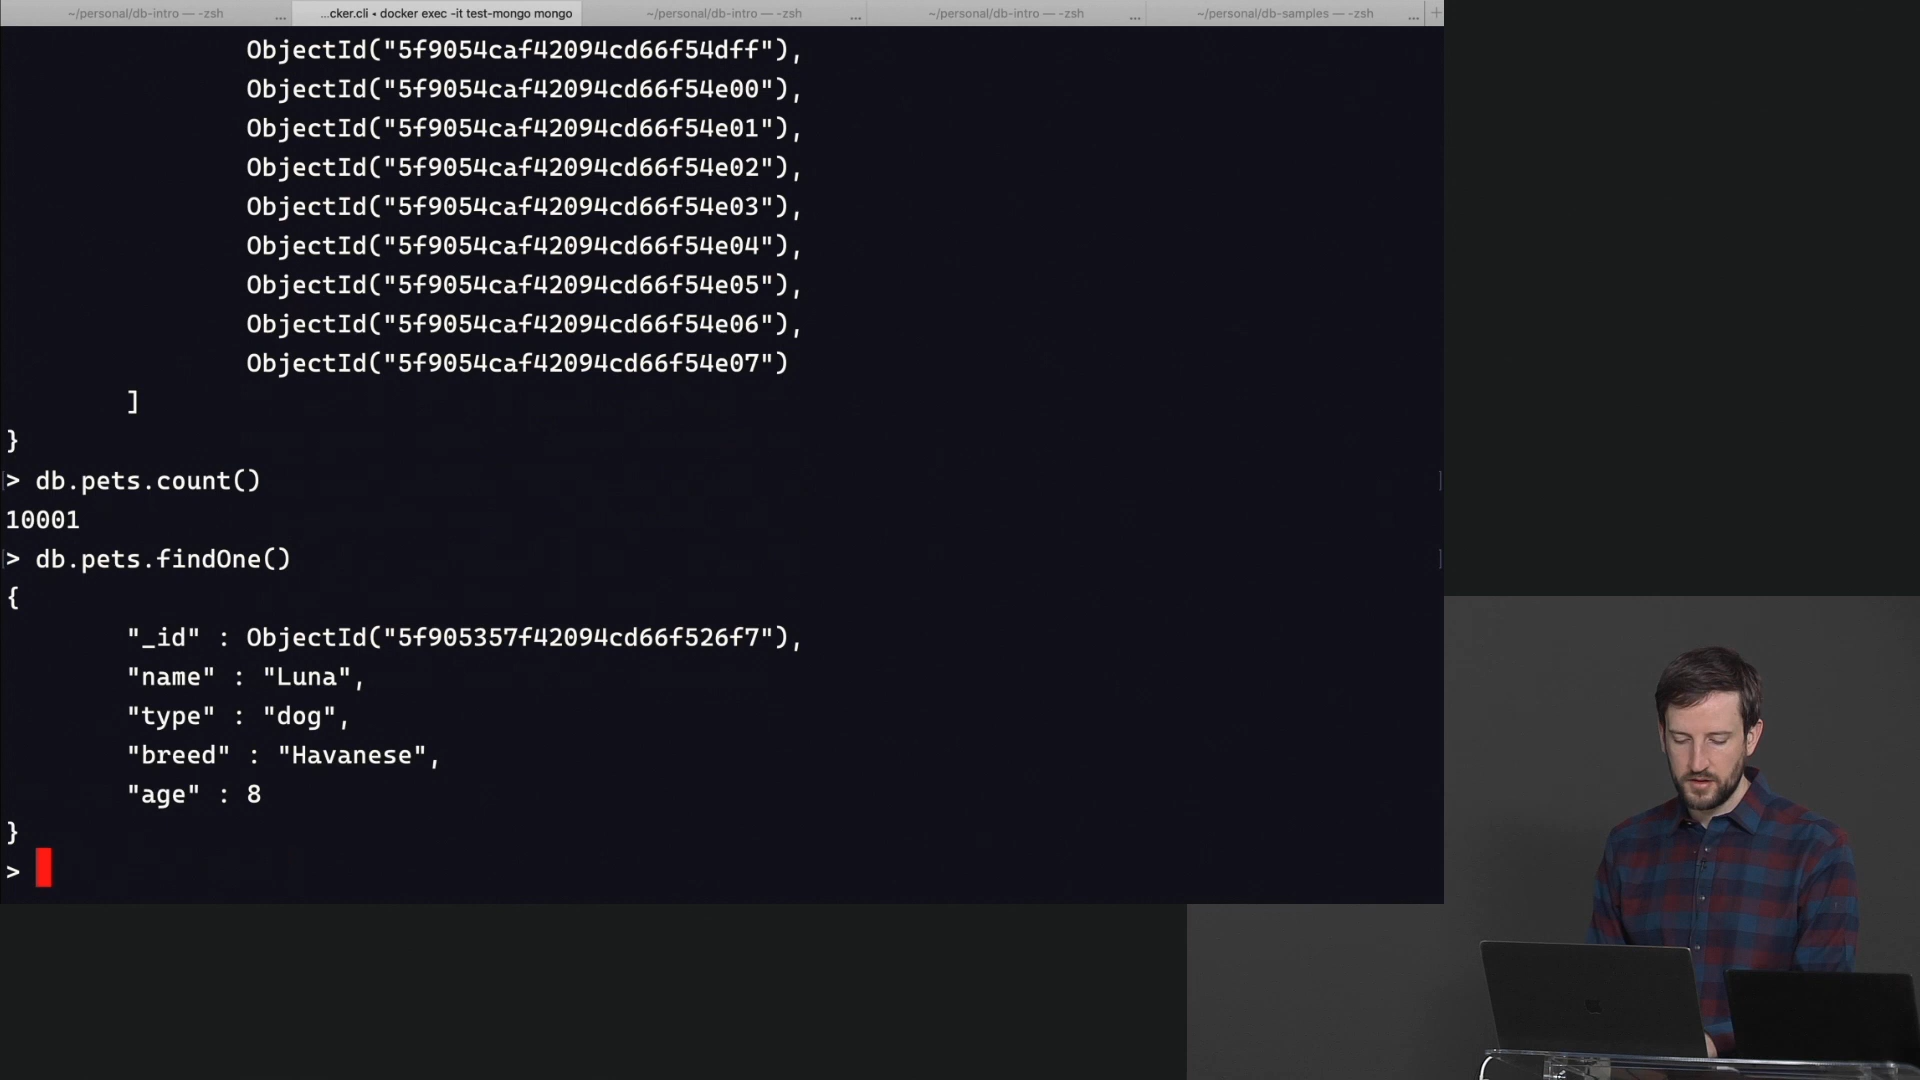 ~/personal/db-intro — -zsh ... ...cker.cli • docker exec -it test-mongo mongo ~/personal/db-intro — -zsh ... ~/personal/db-intro — -zsh ... ~/personal/db-samples — -zsh ... +
ObjectId("5f9054caf42094cd66f54dff"),
ObjectId("5f9054caf42094cd66f54e00"),
ObjectId("5f9054caf42094cd66f54e01"),
ObjectId("5f9054caf42094cd66f54e02"),
ObjectId("5f9054caf42094cd66f54e03"),
ObjectId("5f9054caf42094cd66f54e04"),
ObjectId("5f9054caf42094cd66f54e05"),
ObjectId("5f9054caf42094cd66f54e06"),
ObjectId("5f9054caf42094cd66f54e07")
]
}
[> db.pets.count() ]
10001
[> db.pets.findOne() ]
{
"_id" : ObjectId("5f905357f42094cd66f526f7"),
"name" : "Luna",
"type" : "dog",
"breed" : "Havanese",
"age" : 8
}
>